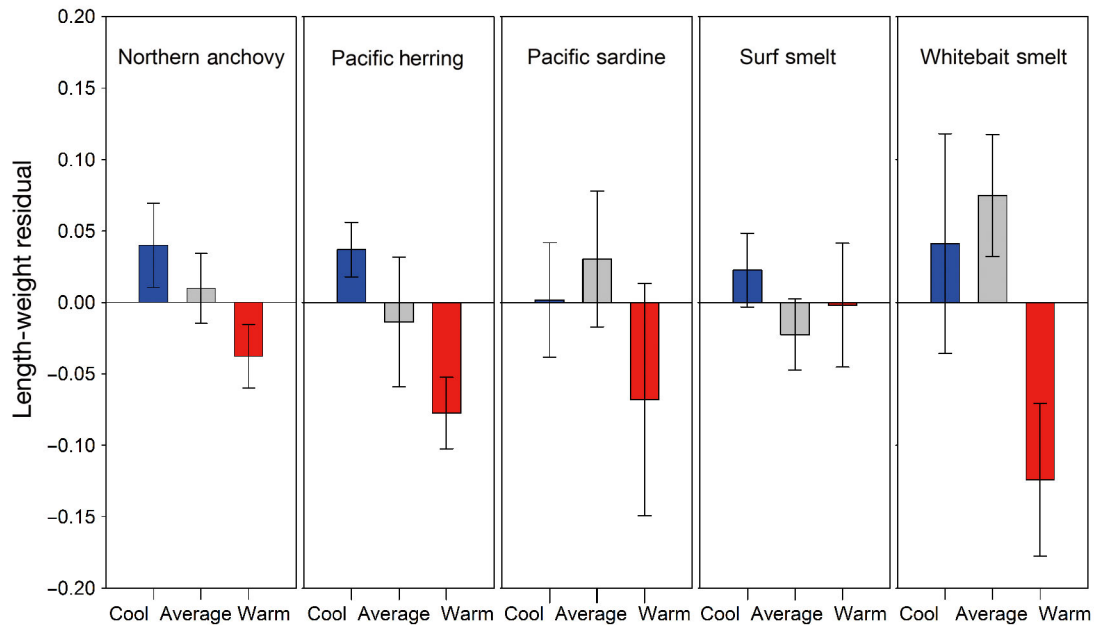 Length-weight residual
0.20
0.15
0.10
0.05
0.00
–0.05
–0.10
–0.15
–0.20
Northern anchovy
Pacific herring
Pacific sardine
Surf smelt
Whitebait smelt
Cool Average Warm
Cool Average Warm
Cool Average Warm
Cool Average Warm
Cool Average Warm